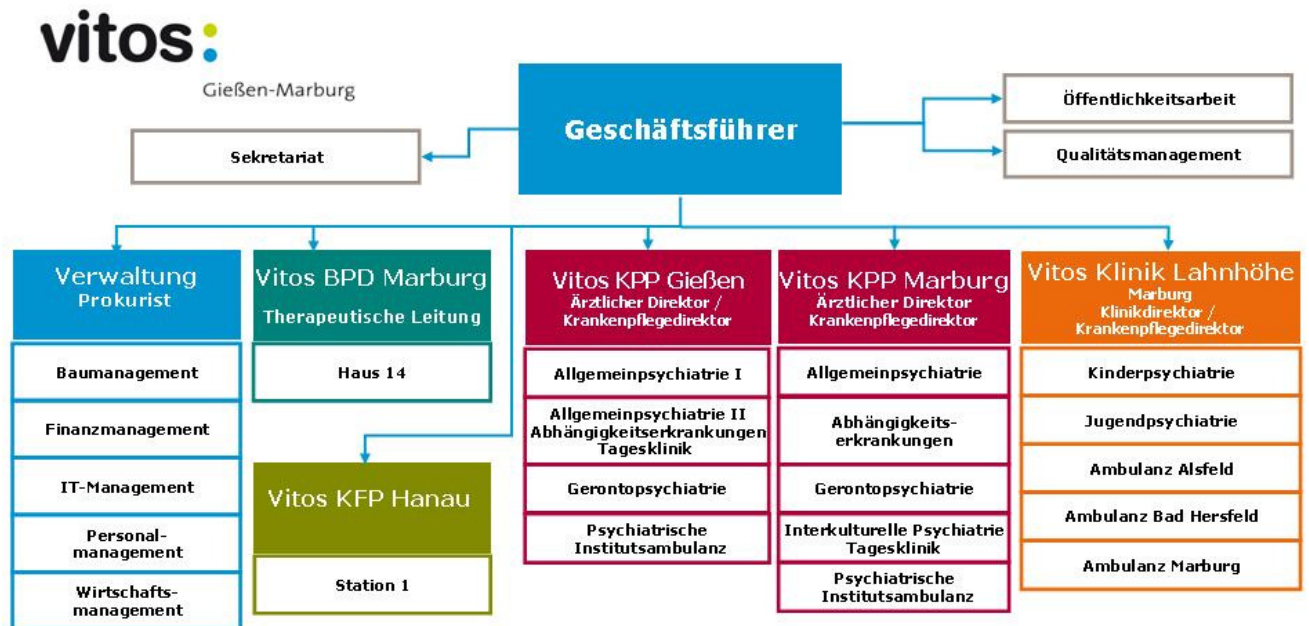 vitos:
Gießen-Marburg
Geschäftsführer
Sekretariat
Öffentlichkeitsarbeit
Qualitätsmanagement
Verwaltung
Prokurist
Baumanagement
Finanzmanagement
IT-Management
Personal-
management
Wirtschafts-
management
Vitos BPD Marburg
Therapeutische Leitung
Haus 14
Vitos KFP Hanau
Station 1
Vitos KPP Gießen
Ärztlicher Direktor /
Krankenpflegedirektor
Allgemeinpsychiatrie I
Allgemeinpsychiatrie II
Abhängigkeitserkrankungen
Tagesklinik
Gerontopsychiatrie
Psychiatrische
Institutsambulanz
Vitos KPP Marburg
Ärztlicher Direktor
Krankenpflegedirektor
Allgemeinpsychiatrie
Abhängigkeits-
erkrankungen
Gerontopsychiatrie
Interkulturelle Psychiatrie
Tagesklinik
Psychiatrische
Institutsambulanz
Vitos Klinik Lahnhöhe
Marburg
Klinikdirektor /
Krankenpflegedirektor
Kinderpsychiatrie
Jugendpsychiatrie
Ambulanz Alsfeld
Ambulanz Bad Hersfeld
Ambulanz Marburg